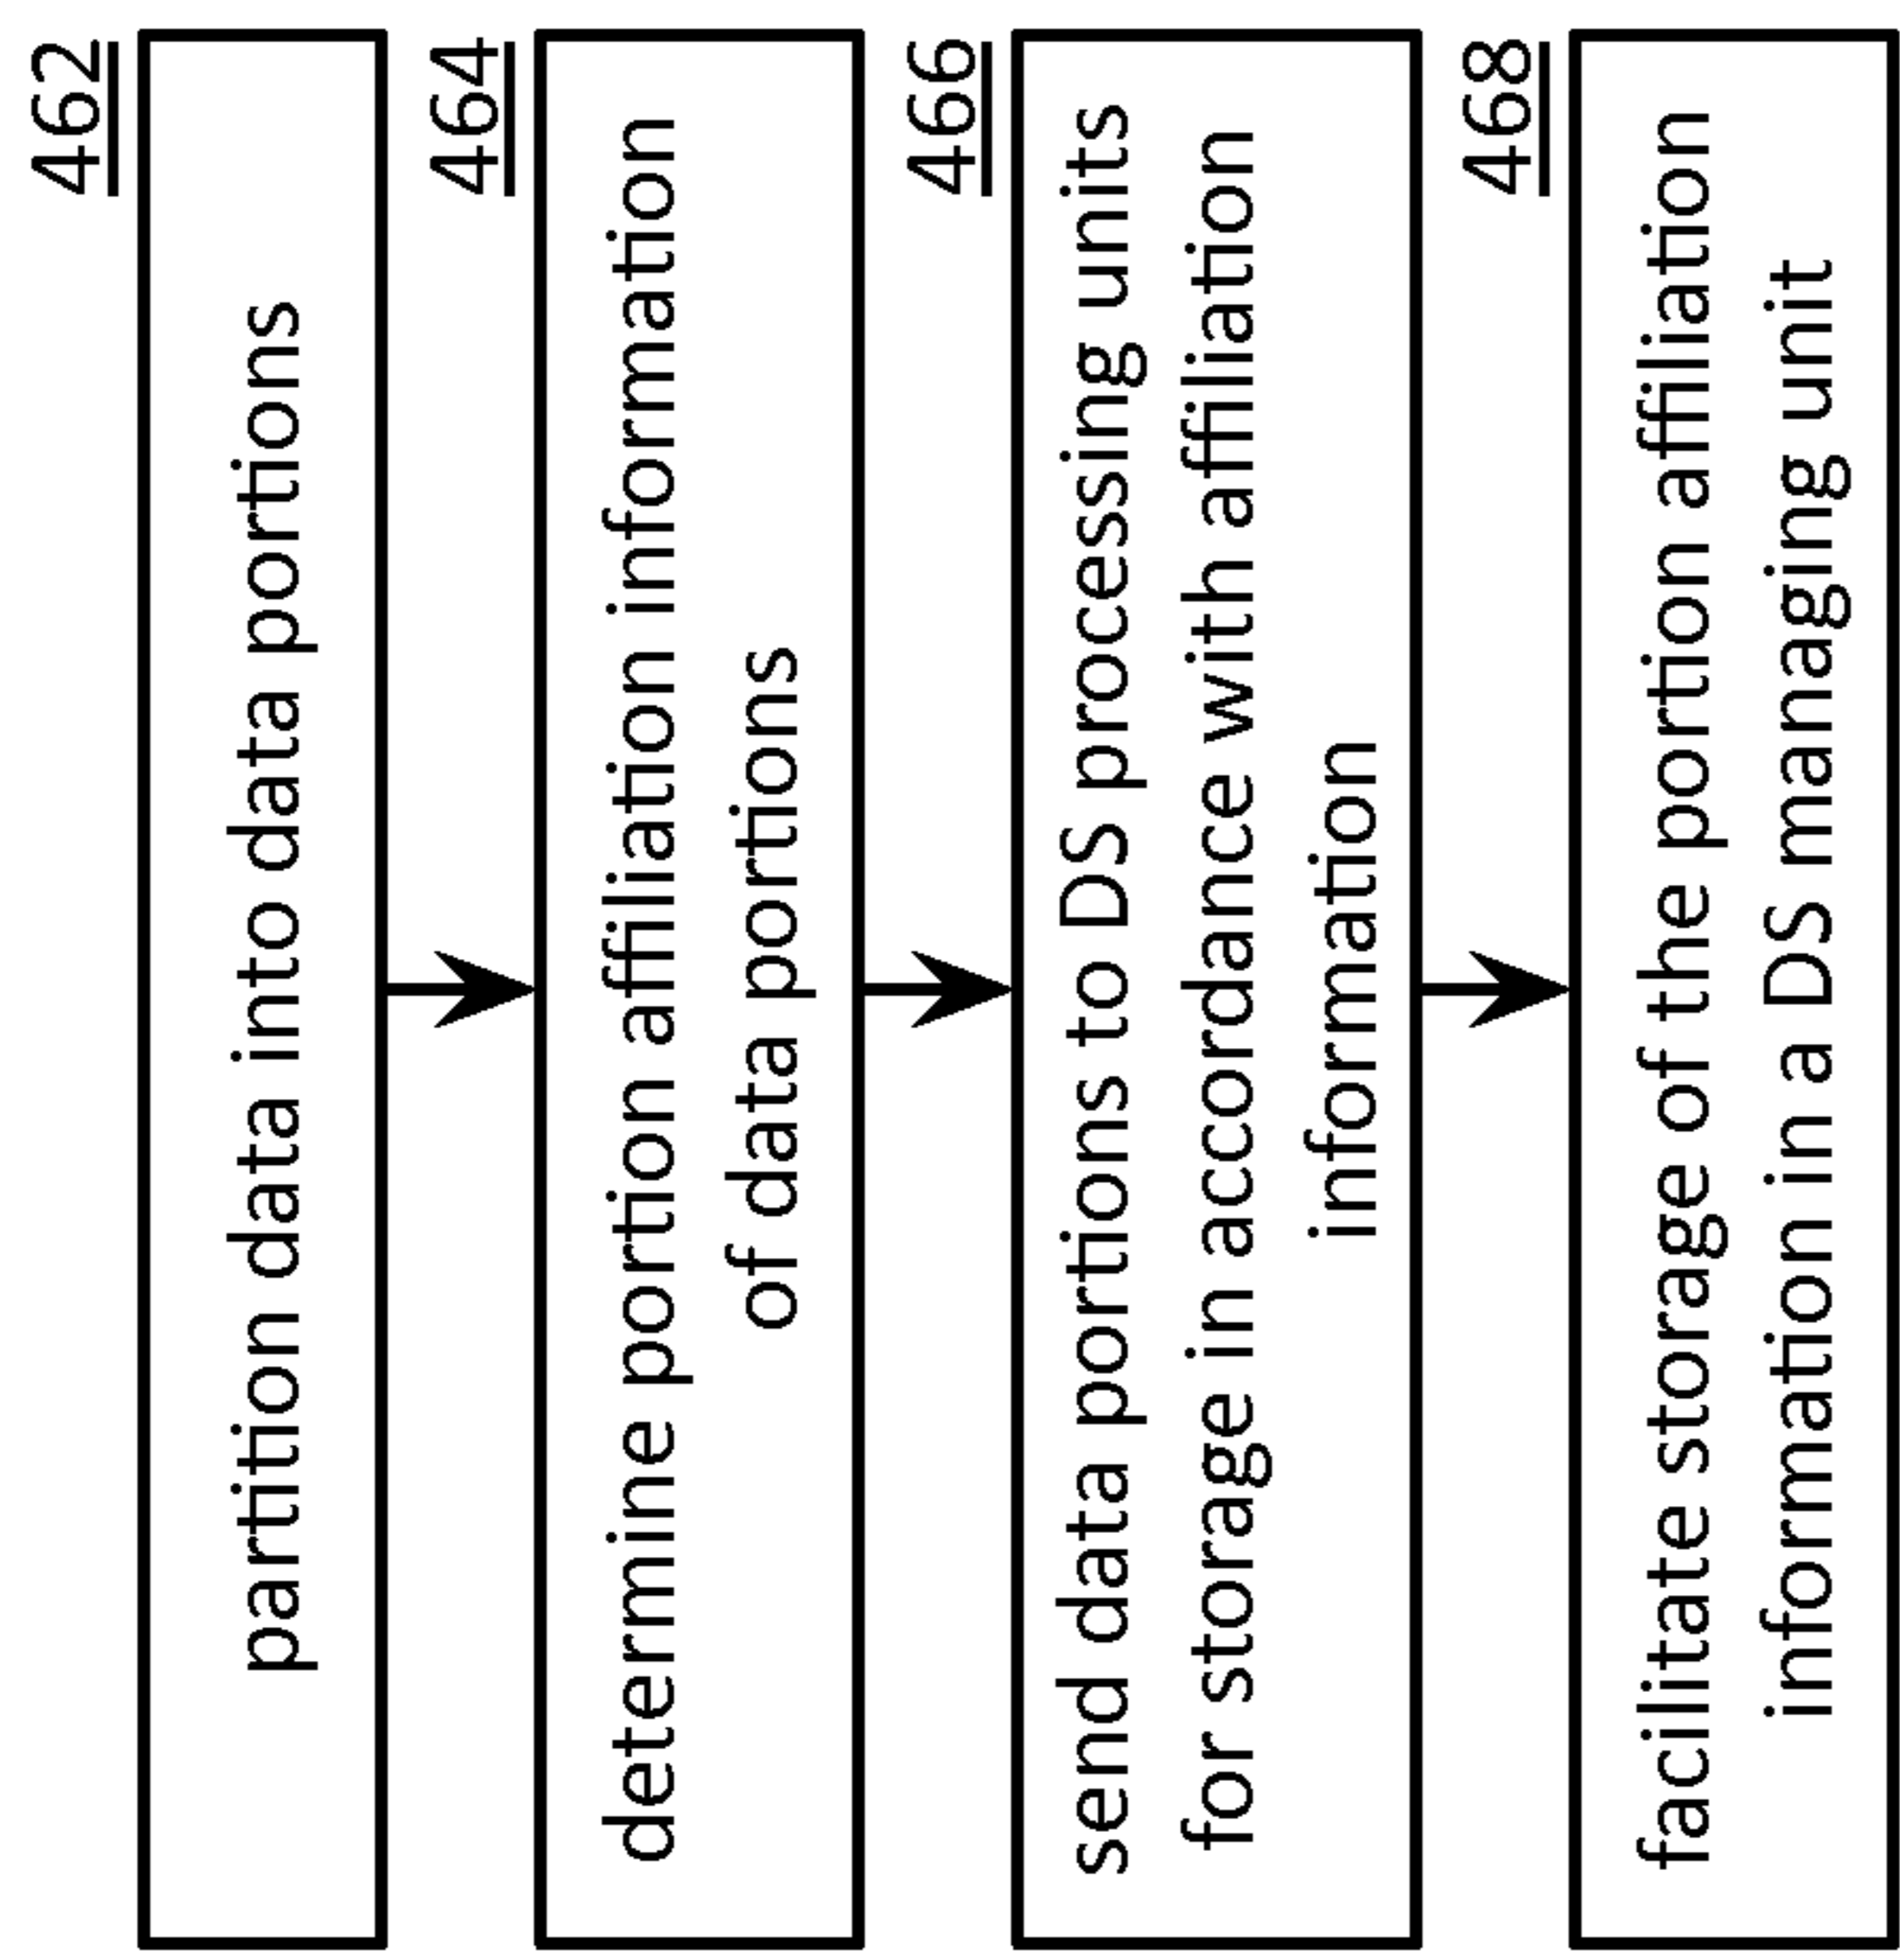 462
partition data into data portions
464
determine portion affiliation information
of data portions
466
send data portions to DS processing units
for storage in accordance with affiliation
information
468
facilitate storage of the portion affiliation
information in a DS managing unit